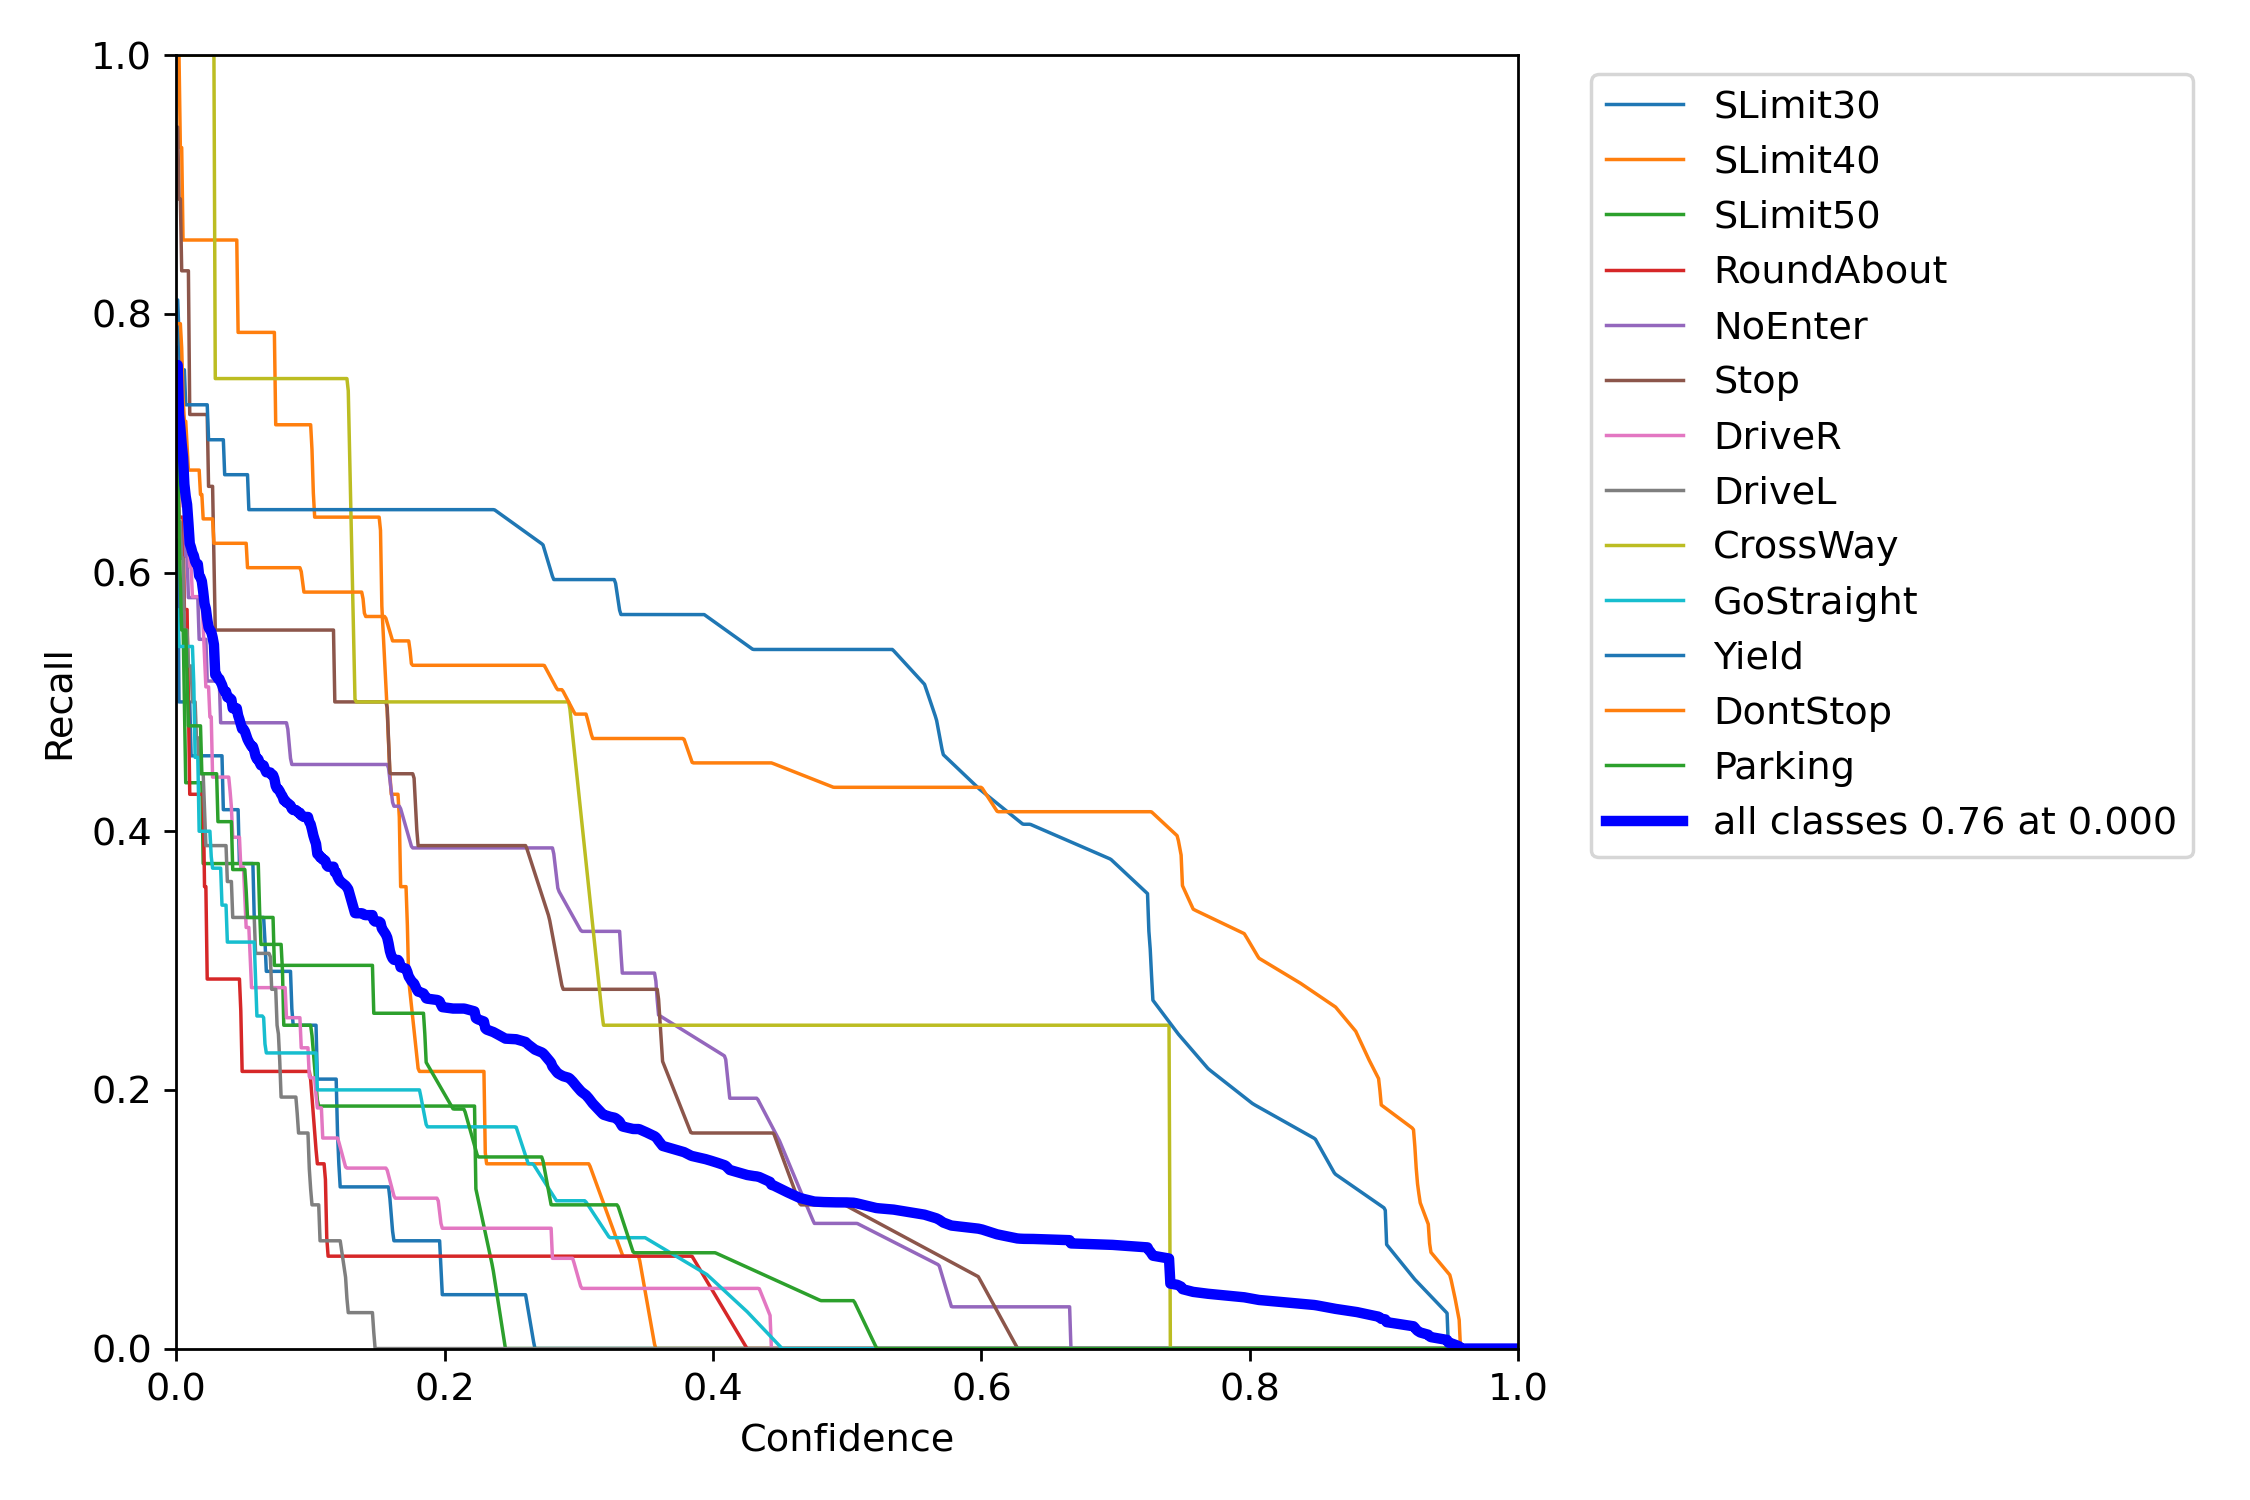 1.0
0.8
0.6
0.4
0.2
0.0
Recall
0.0 0.2 0.4 0.6 0.8 1.0
Confidence
SLimit30
SLimit40
SLimit50
RoundAbout
NoEnter
Stop
DriveR
DriveL
CrossWay
GoStraight
Yield
DontStop
Parking
all classes 0.76 at 0.000